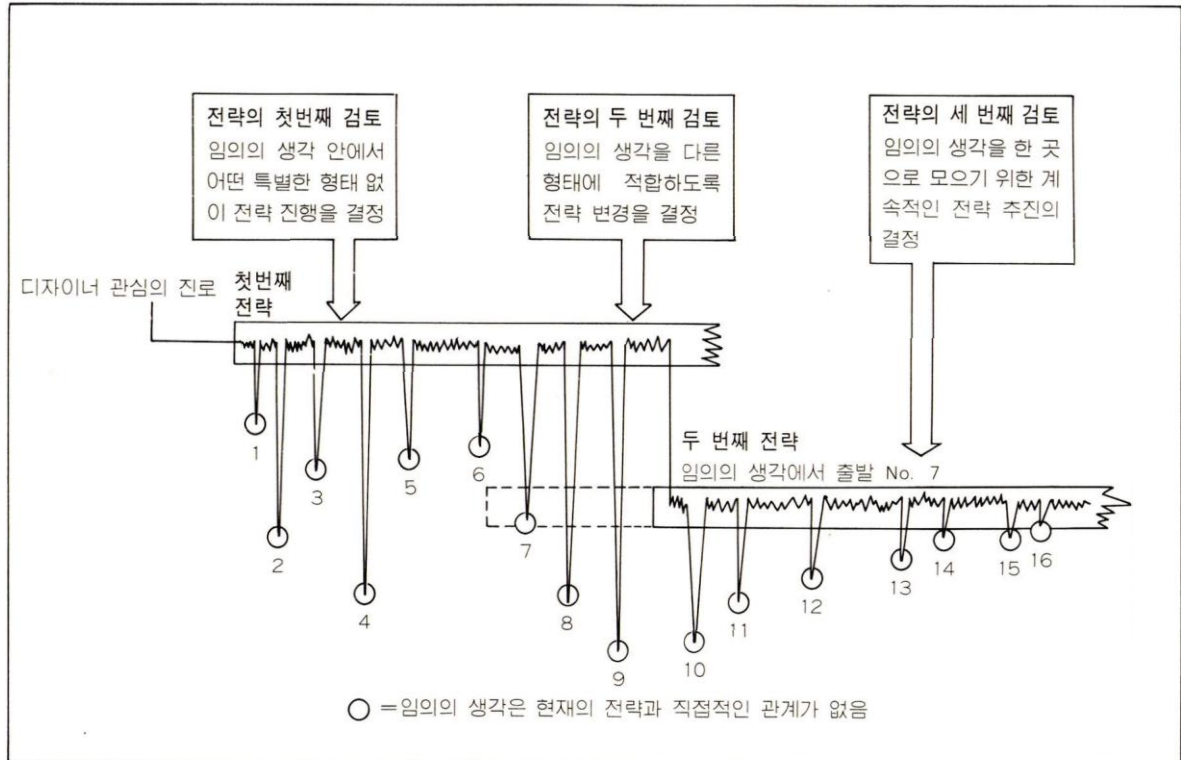 전략의 첫번째 검토
임의의 생각 안에서
어떤 특별한 형태 없
이 전략 진행을 결정
전략의 두 번째 검토
임의의 생각을 다른
형태에 적합하도록
전략 변경을 결정
전략의 세 번째 검토
임의의 생각을 한 곳
으로 모으기 위한 계
속적인 전략 추진의
결정
디자이너 관심의 진로
첫번째
전략
1
2
3
4
5
6
7
8
9
두 번째 전략
임의의 생각에서 출발 No. 7
10
11
12
13
14
15
16
○ =임의의 생각은 현재의 전략과 직접적인 관계가 없음